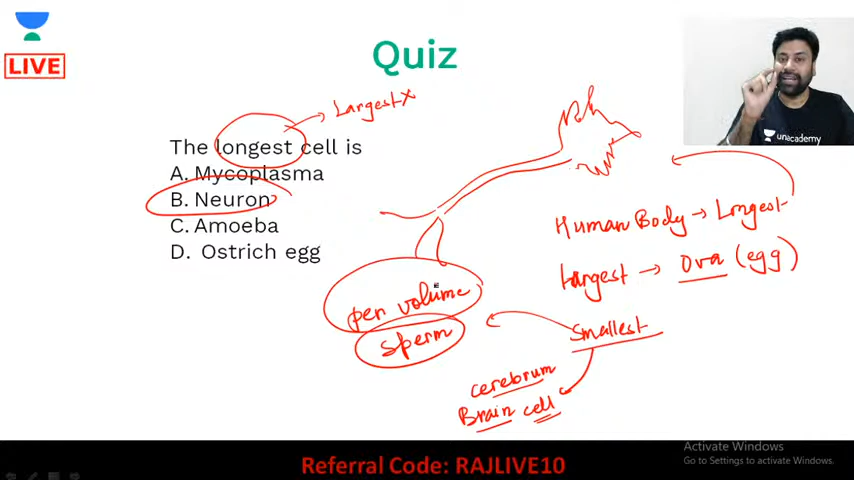 LIVE
Quiz
Largest x
The longest cell is
A. Mycoplasma
B. Neuron
C. Amoeba
D. Ostrich egg
unacademy
Human Body → Longest
Largest → Ova (egg)
per volume
sperm
Smallest
cerebrum
Brain cell
Activate Windows
Go to Settings to activate Windows.
Referral Code: RAJLIVE10